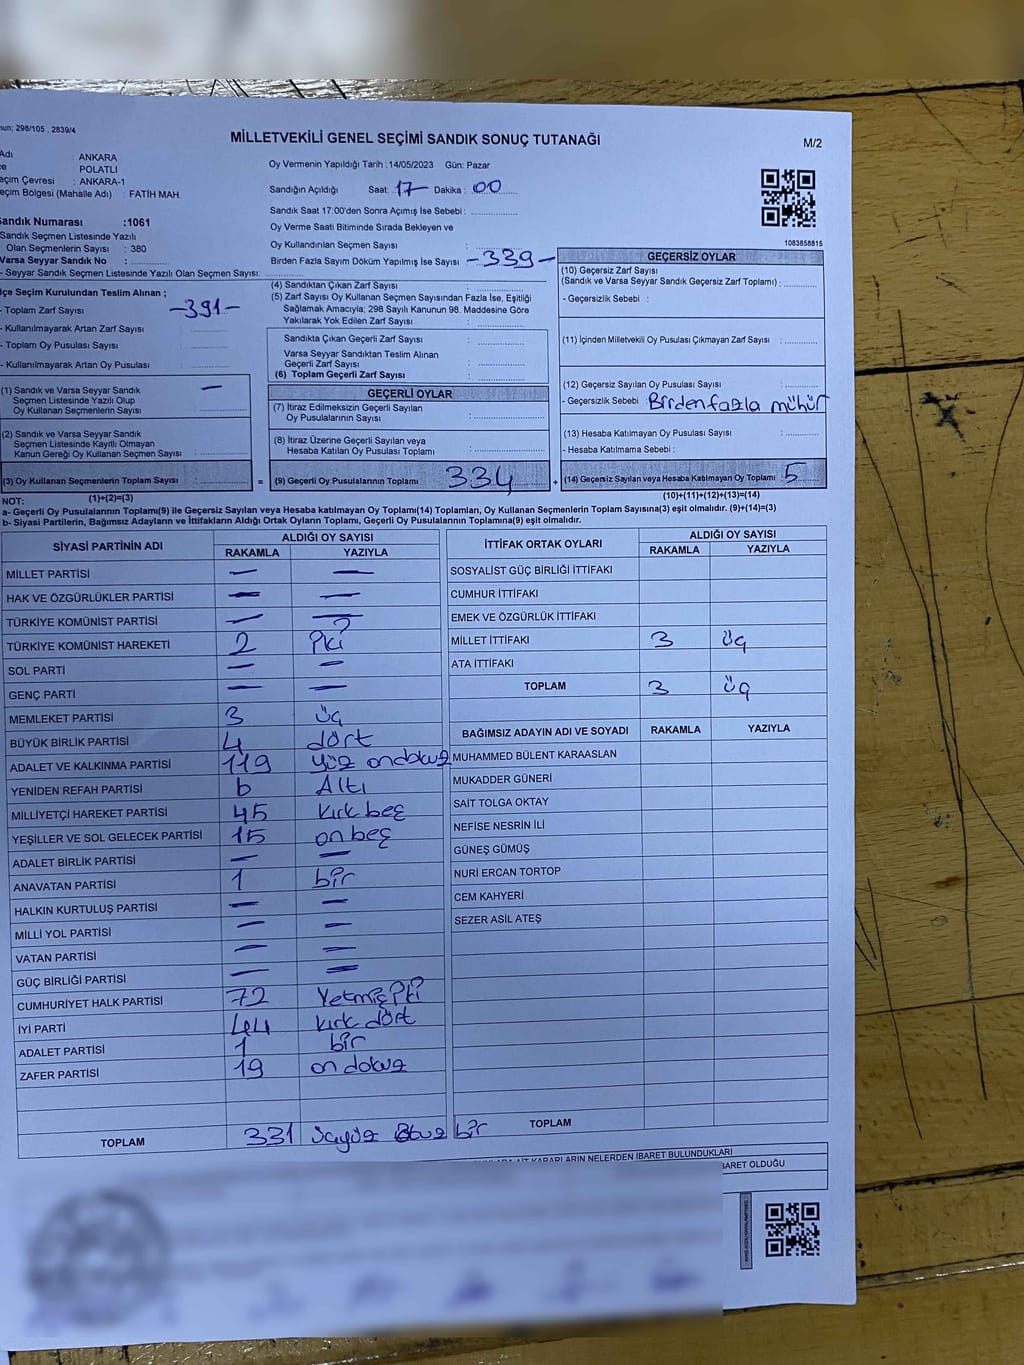 nun; 298/105 , 2839/4
MİLLETVEKİLİ GENEL SEÇİMİ SANDIK SONUÇ TUTANAĞI
M/2
Adı : ANKARA
çe : POLATLI
eçim Çevresi : ANKARA-1
eçim Bölgesi (Mahalle Adı) : FATİH MAH.
Oy Vermenin Yapıldığı Tarih : 14/05/2023 Gün: Pazar
Sandığın Açıldığı Saat: 17 Dakika : 00
Sandık Saat 17:00'den Sonra Açımış İse Sebebi :
Oy Verme Saati Bitiminde Sırada Bekleyen ve
Oy Kullandırılan Seçmen Sayısı :
Birden Fazla Sayım Döküm Yapılmış İse Sayısı -339-
1083858815
andık Numarası :1061
Sandık Seçmen Listesinde Yazılı
Olan Seçmenlerin Sayısı : 380
Varsa Seyyar Sandık No :
- Seyyar Sandık Seçmen Listesinde Yazılı Olan Seçmen Sayısı:
lçe Seçim Kurulundan Teslim Alınan ;
- Toplam Zarf Sayısı : -391-
- Kullanılmayarak Artan Zarf Sayısı :
- Toplam Oy Pusulası Sayısı :
- Kullanılmayarak Artan Oy Pusulası :
(1) Sandık ve Varsa Seyyar Sandık —
Seçmen Listesinde Yazılı Olup
Oy Kullanan Seçmenlerin Sayısı :
(2) Sandık ve Varsa Seyyar Sandık
Seçmen Listesinde Kayıtlı Olmayan
Kanun Gereği Oy Kullanan Seçmen Sayısı :
(3) Oy Kullanan Seçmenlerin Toplam Sayısı :
(4) Sandıktan Çıkan Zarf Sayısı :
(5) Zarf Sayısı Oy Kullanan Seçmen Sayısından Fazla İse, Eşitliği
Sağlamak Amacıyla; 298 Sayılı Kanunun 98. Maddesine Göre
Yakılarak Yok Edilen Zarf Sayısı :
Sandıkta Çıkan Geçerli Zarf Sayısı :
Varsa Seyyar Sandıktan Teslim Alınan
Geçerli Zarf Sayısı :
(6) Toplam Geçerli Zarf Sayısı :
GEÇERLİ OYLAR
(7) İtiraz Edilmeksizin Geçerli Sayılan
Oy Pusulalarının Sayısı :
(8) İtiraz Üzerine Geçerli Sayılan veya
Hesaba Katılan Oy Pusulası Toplamı :
= (9) Geçerli Oy Pusulalarının Toplamı 334
GEÇERSİZ OYLAR
(10) Geçersiz Zarf Sayısı
(Sandık ve Varsa Seyyar Sandık Geçersiz Zarf Toplamı) :
- Geçersizlik Sebebi :
(11) İçinden Milletvekili Oy Pusulası Çıkmayan Zarf Sayısı :
(12) Geçersiz Sayılan Oy Pusulası Sayısı :
- Geçersizlik Sebebi Birden fazla mühür
(13) Hesaba Katılmayan Oy Pusulası Sayısı :
- Hesaba Katılmama Sebebi :
+ (14) Geçersiz Sayılan veya Hesaba Katılmayan Oy Toplamı : 5
NOT: (1)+(2)=(3) (10)+(11)+(12)+(13)=(14)
a- Geçerli Oy Pusulalarının Toplamı(9) ile Geçersiz Sayılan veya Hesaba katılmayan Oy Toplamı(14) Toplamları, Oy Kullanan Seçmenlerin Toplam Sayısına(3) eşit olmalıdır. (9)+(14)=(3)
b- Siyasi Partilerin, Bağımsız Adayların ve İttifakların Aldığı Ortak Oyların Toplamı, Geçerli Oy Pusulalarının Toplamına(9) eşit olmalıdır.
SİYASİ PARTİNİN ADI ALDIĞI OY SAYISI
RAKAMLA YAZIYLA
MİLLET PARTİSİ — —
HAK VE ÖZGÜRLÜKLER PARTİSİ — —
TÜRKİYE KOMÜNİST PARTİSİ — —
TÜRKİYE KOMÜNİST HAREKETİ 2 İki
SOL PARTİ — —
GENÇ PARTİ — —
MEMLEKET PARTİSİ 3 üç
BÜYÜK BİRLİK PARTİSİ 4 dört
ADALET VE KALKINMA PARTİSİ 119 yüz ondokuz
YENİDEN REFAH PARTİSİ 6 Altı
MİLLİYETÇİ HAREKET PARTİSİ 45 kırk beş
YEŞİLLER VE SOL GELECEK PARTİSİ 15 on beş
ADALET BİRLİK PARTİSİ — —
ANAVATAN PARTİSİ 1 bir
HALKIN KURTULUŞ PARTİSİ — —
MİLLİ YOL PARTİSİ — —
VATAN PARTİSİ — —
GÜÇ BİRLİĞİ PARTİSİ — —
CUMHURİYET HALK PARTİSİ 72 Yetmiş İki
İYİ PARTİ 44 kırk dört
ADALET PARTİSİ 1 bir
ZAFER PARTİSİ 19 on dokuz
TOPLAM 331 üçyüz otuz bir
İTTİFAK ORTAK OYLARI ALDIĞI OY SAYISI
RAKAMLA YAZIYLA
SOSYALİST GÜÇ BİRLİĞİ İTTİFAKI
CUMHUR İTTİFAKI
EMEK VE ÖZGÜRLÜK İTTİFAKI
MİLLET İTTİFAKI 3 üç
ATA İTTİFAKI
TOPLAM 3 üç
BAĞIMSIZ ADAYIN ADI VE SOYADI RAKAMLA YAZIYLA
MUHAMMED BÜLENT KARAASLAN
MUKADDER GÜNERİ
SAİT TOLGA OKTAY
NEFİSE NESRİN İLİ
GÜNEŞ GÜMÜŞ
NURİ ERCAN TORTOP
CEM KAHYERİ
SEZER ASİL ATEŞ
TOPLAM
KARARLARIN NELERDEN İBARET BULUNDUKLARI
BARET OLDUĞU